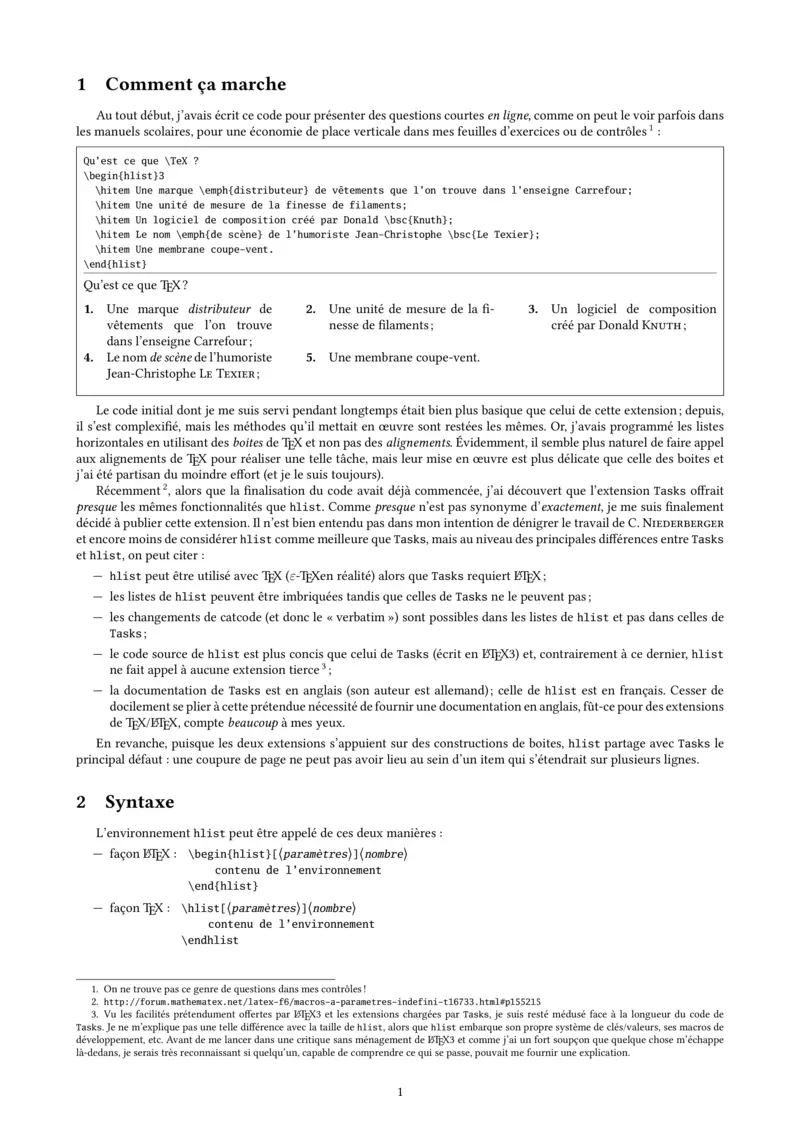 1 Comment ça marche
Au tout début, j'avais écrit ce code pour présenter des questions courtes en ligne, comme on peut le voir parfois dans
les manuels scolaires, pour une économie de place verticale dans mes feuilles d'exercices ou de contrôles 1 :
Qu'est ce que \TeX ?
\begin{hlist}3
\hitem Une marque \emph{distributeur} de vêtements que l'on trouve dans l'enseigne Carrefour;
\hitem Une unité de mesure de la finesse de filaments;
\hitem Un logiciel de composition créé par Donald \bsc{Knuth};
\hitem Le nom \emph{de scène} de l'humoriste Jean-Christophe \bsc{Le Texier};
\hitem Une membrane coupe-vent.
\end{hlist}
Qu'est ce que TEX ?
1. Une marque distributeur de
vêtements que l'on trouve
dans l'enseigne Carrefour ;
2. Une unité de mesure de la fi-
nesse de filaments ;
3. Un logiciel de composition
créé par Donald KNUTH ;
4. Le nom de scène de l'humoriste
Jean-Christophe LE TEXIER ;
5. Une membrane coupe-vent.
Le code initial dont je me suis servi pendant longtemps était bien plus basique que celui de cette extension ; depuis,
il s'est complexifié, mais les méthodes qu'il mettait en œuvre sont restées les mêmes. Or, j'avais programmé les listes
horizontales en utilisant des boites de TEX et non pas des alignements. Évidemment, il semble plus naturel de faire appel
aux alignements de TEX pour réaliser une telle tâche, mais leur mise en œuvre est plus délicate que celle des boites et
j'ai été partisan du moindre effort (et je le suis toujours).
Récemment 2, alors que la finalisation du code avait déjà commencée, j'ai découvert que l'extension Tasks offrait
presque les mêmes fonctionnalités que hlist. Comme presque n'est pas synonyme d'exactement, je me suis finalement
décidé à publier cette extension. Il n'est bien entendu pas dans mon intention de dénigrer le travail de C. NIEDERBERGER
et encore moins de considérer hlist comme meilleure que Tasks, mais au niveau des principales différences entre Tasks
et hlist, on peut citer :
— hlist peut être utilisé avec TEX (ε-TEXen réalité) alors que Tasks requiert LATEX ;
— les listes de hlist peuvent être imbriquées tandis que celles de Tasks ne le peuvent pas ;
— les changements de catcode (et donc le « verbatim ») sont possibles dans les listes de hlist et pas dans celles de
Tasks ;
— le code source de hlist est plus concis que celui de Tasks (écrit en LATEX3) et, contrairement à ce dernier, hlist
ne fait appel à aucune extension tierce 3 ;
— la documentation de Tasks est en anglais (son auteur est allemand) ; celle de hlist est en français. Cesser de
docilement se plier à cette prétendue nécessité de fournir une documentation en anglais, fût-ce pour des extensions
de TEX/LATEX, compte beaucoup à mes yeux.
En revanche, puisque les deux extensions s'appuient sur des constructions de boites, hlist partage avec Tasks le
principal défaut : une coupure de page ne peut pas avoir lieu au sein d'un item qui s'étendrait sur plusieurs lignes.
2 Syntaxe
L'environnement hlist peut être appelé de ces deux manières :
— façon LATEX : \begin{hlist}[⟨paramètres⟩]⟨nombre⟩
contenu de l'environnement
\end{hlist}
— façon TEX : \hlist[⟨paramètres⟩]⟨nombre⟩
contenu de l'environnement
\endhlist
1. On ne trouve pas ce genre de questions dans mes contrôles !
2. http://forum.mathematex.net/latex-f6/macros-a-parametres-indefini-t16733.html#p155215
3. Vu les facilités prétendument offertes par LATEX3 et les extensions chargées par Tasks, je suis resté médusé face à la longueur du code de
Tasks. Je ne m'explique pas une telle différence avec la taille de hlist, alors que hlist embarque son propre système de clés/valeurs, ses macros de
développement, etc. Avant de me lancer dans une critique sans ménagement de LATEX3 et comme j'ai un fort soupçon que quelque chose m'échappe
là-dedans, je serais très reconnaissant si quelqu'un, capable de comprendre ce qui se passe, pouvait me fournir une explication.
1